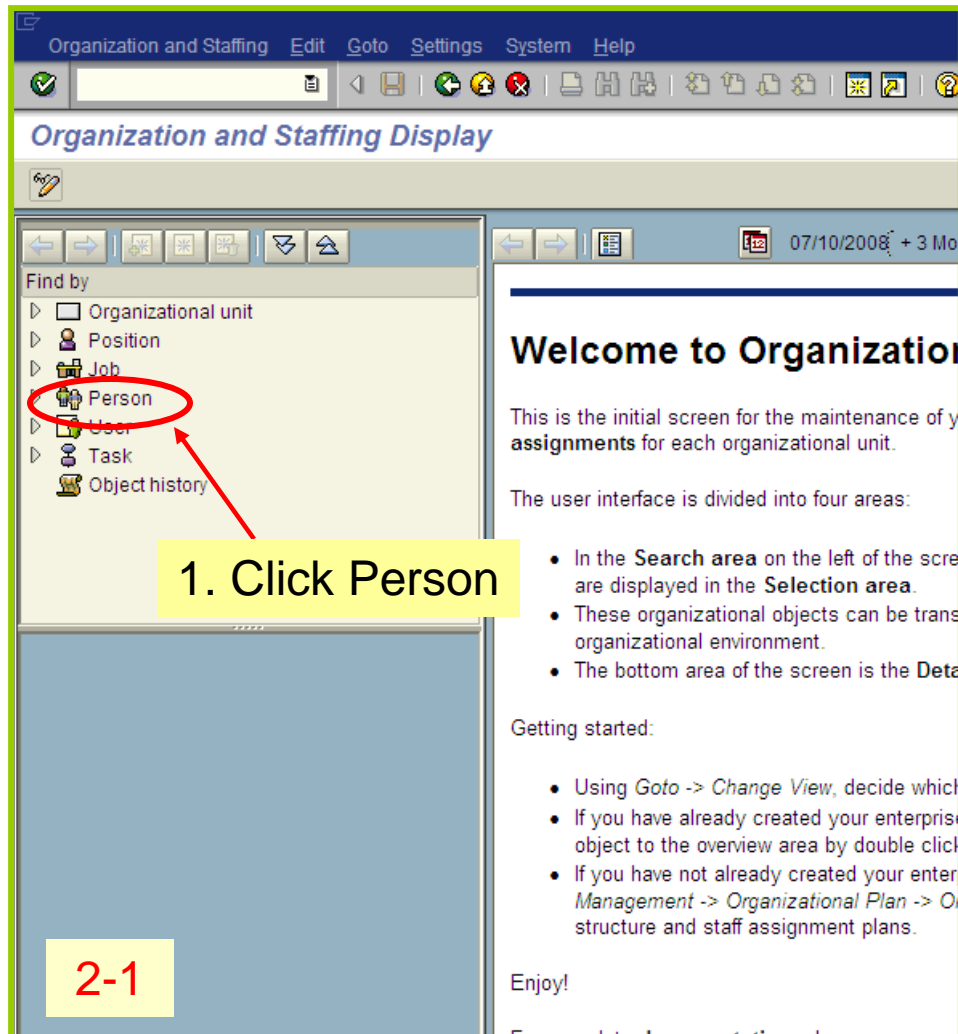 Organization and Staffing Edit Goto Settings System Help
Organization and Staffing Display
07/10/2008 + 3 Mo
Find by
Organizational unit
Position
Job
Person
User
Task
Object history
1. Click Person
2-1
Welcome to Organization
This is the initial screen for the maintenance of y
assignments for each organizational unit.
The user interface is divided into four areas:
• In the Search area on the left of the scre
are displayed in the Selection area.
• These organizational objects can be trans
organizational environment.
• The bottom area of the screen is the Deta
Getting started:
• Using Goto -> Change View, decide which
• If you have already created your enterprise
object to the overview area by double click
• If you have not already created your enter
Management -> Organizational Plan -> O
structure and staff assignment plans.
Enjoy!